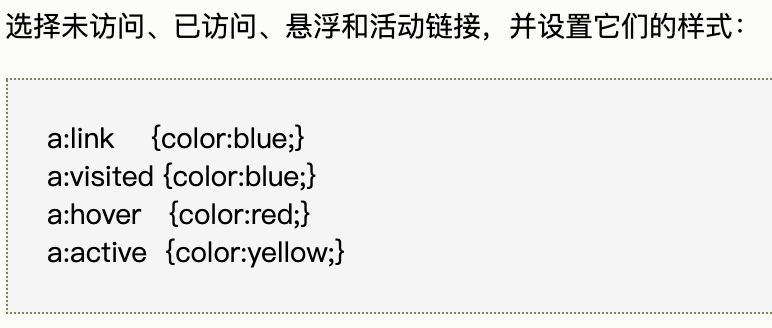 选择未访问、已访问、悬浮和活动链接，并设置它们的样式：
a:link {color:blue;}
a:visited {color:blue;}
a:hover {color:red;}
a:active {color:yellow;}